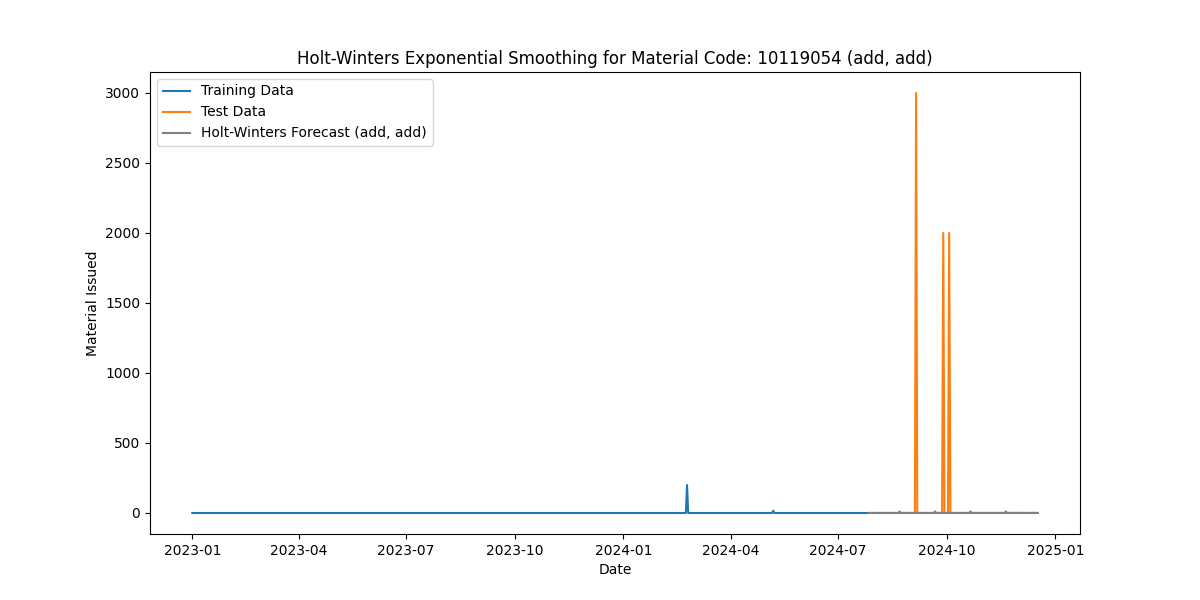 Holt-Winters Exponential Smoothing for Material Code: 10119054 (add, add)
Training Data
Test Data
Holt-Winters Forecast (add, add)
Material Issued
3000
2500
2000
1500
1000
500
0
2023-01
2023-04
2023-07
2023-10
2024-01
2024-04
2024-07
2024-10
2025-01
Date